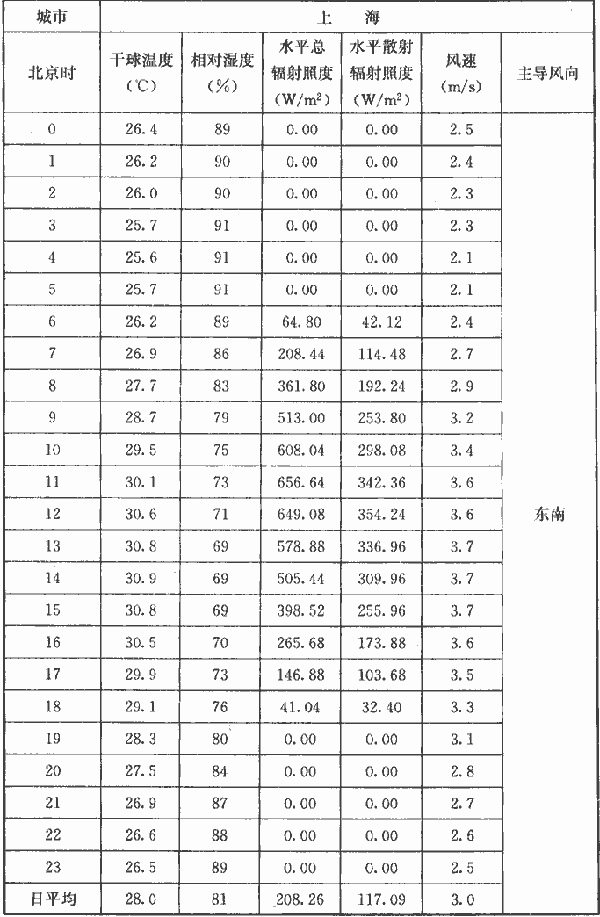 城市 上 海
北京时 干球温度（℃） 相对湿度（%） 水平总辐射照度（W/m²） 水平散射辐射照度（W/m²） 风速（m/s） 主导风向
0 26.4 89 0.00 0.00 2.5
1 26.2 90 0.00 0.00 2.4
2 26.0 90 0.00 0.00 2.3
3 25.7 91 0.00 0.00 2.3
4 25.6 91 0.00 0.00 2.1
5 25.7 91 0.00 0.00 2.1
6 26.2 89 64.80 42.12 2.4
7 26.9 86 208.44 114.48 2.7
8 27.7 83 361.80 192.24 2.9
9 28.7 79 513.00 253.80 3.2
10 29.5 75 608.04 298.08 3.4
11 30.1 73 656.64 342.36 3.6
12 30.6 71 649.08 354.24 3.6 东南
13 30.8 69 578.88 336.96 3.7
14 30.9 69 505.44 309.96 3.7
15 30.8 69 398.52 255.96 3.7
16 30.5 70 265.68 173.88 3.6
17 29.9 73 146.88 103.68 3.5
18 29.1 76 41.04 32.40 3.3
19 28.3 80 0.00 0.00 3.1
20 27.5 84 0.00 0.00 2.8
21 26.9 87 0.00 0.00 2.7
22 26.6 88 0.00 0.00 2.6
23 26.5 89 0.00 0.00 2.5
日平均 28.0 81 208.26 117.09 3.0